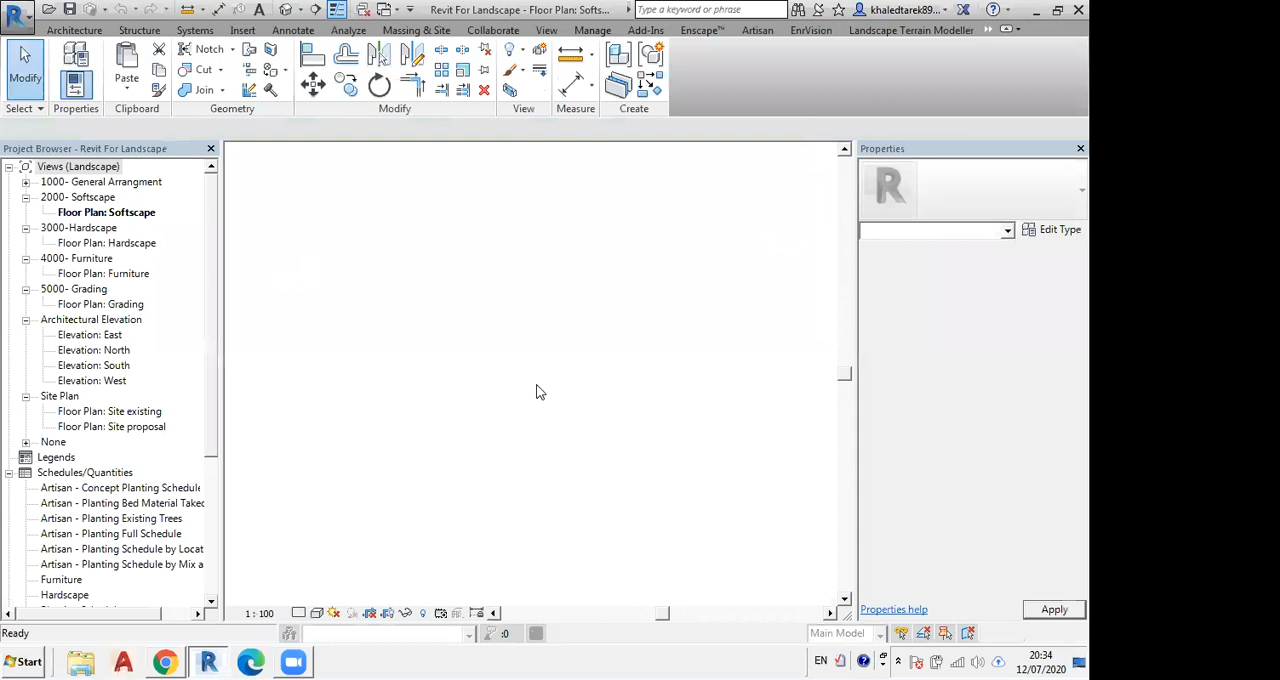 Revit For Landscape - Floor Plan: Softs...
Type a keyword or phrase
khaledtarek89...
Architecture Structure Systems Insert Annotate Analyze Massing & Site Collaborate View Manage Add-Ins Enscape™ Artisan EnrVision Landscape Terrain Modeller
Modify Paste Notch Cut Join
Select Properties Clipboard Geometry Modify View Measure Create
Project Browser - Revit For Landscape
Properties
Views (Landscape)
1000- General Arrangment
2000- Softscape
Floor Plan: Softscape
3000-Hardscape
Floor Plan: Hardscape
4000- Furniture
Floor Plan: Furniture
5000- Grading
Floor Plan: Grading
Architectural Elevation
Elevation: East
Elevation: North
Elevation: South
Elevation: West
Site Plan
Floor Plan: Site existing
Floor Plan: Site proposal
None
Legends
Schedules/Quantities
Artisan - Concept Planting Schedule
Artisan - Planting Bed Material Takeo
Artisan - Planting Existing Trees
Artisan - Planting Full Schedule
Artisan - Planting Schedule by Locat
Artisan - Planting Schedule by Mix a
Furniture
Hardscape
R
Edit Type
1 : 100
Properties help
Apply
Ready
:0
Main Model
Start
EN
20:34
12/07/2020